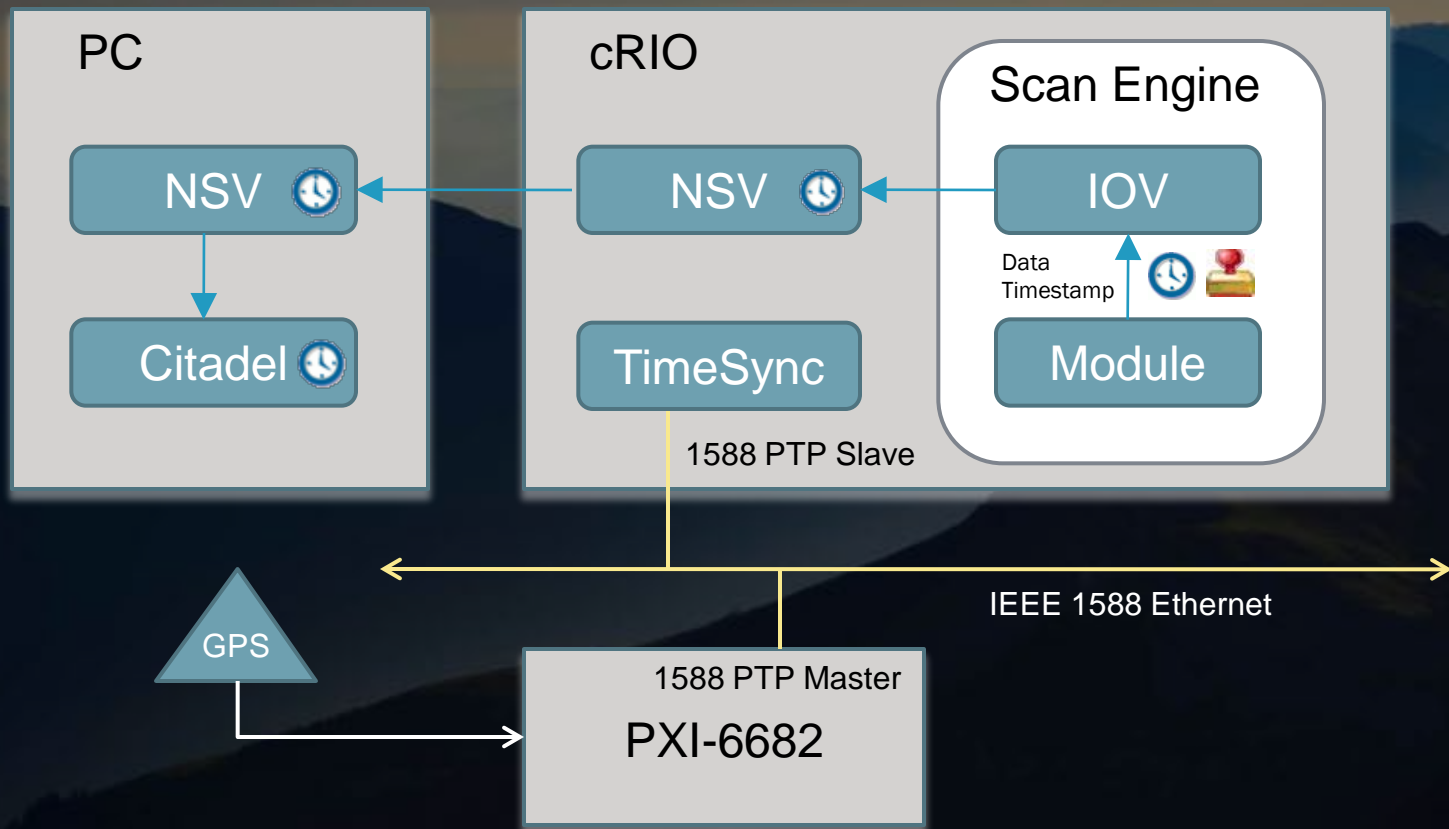 PC
NSV
Citadel
cRIO
NSV
TimeSync
1588 PTP Slave
Scan Engine
IOV
Data
Timestamp
Module
IEEE 1588 Ethernet
GPS
1588 PTP Master
PXI-6682